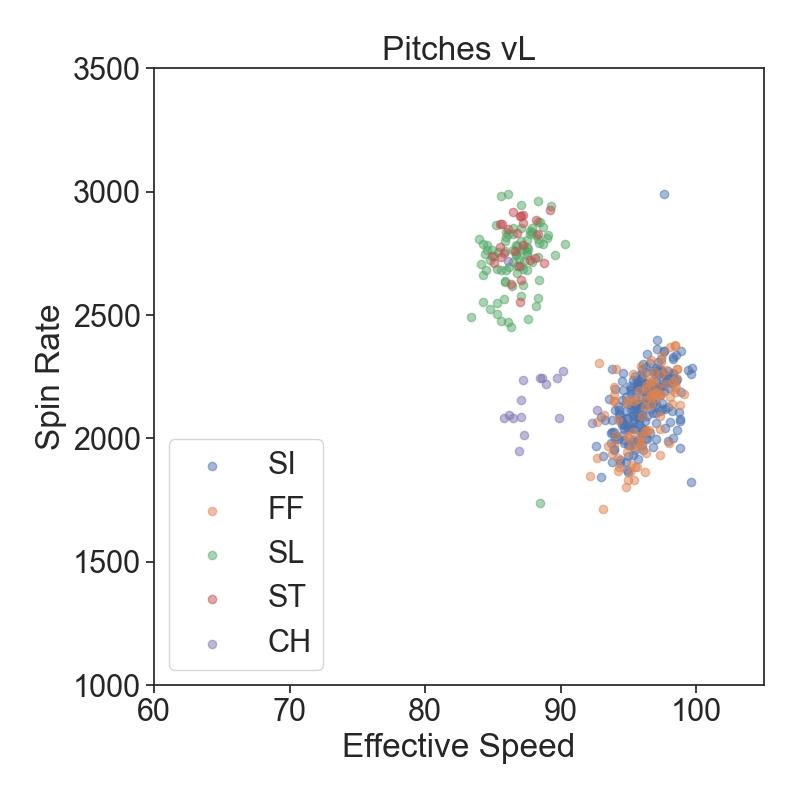 Pitches vL
3500
3000
2500
2000
1500
1000
Spin Rate
SI
FF
SL
ST
CH
60 70 80 90 100
Effective Speed